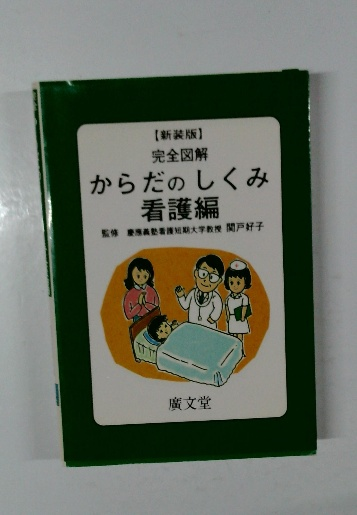 【新装版】
完全図解
からだのしくみ
看護編
監修 慶應義塾看護短期大学教授 関戸好子
廣文堂